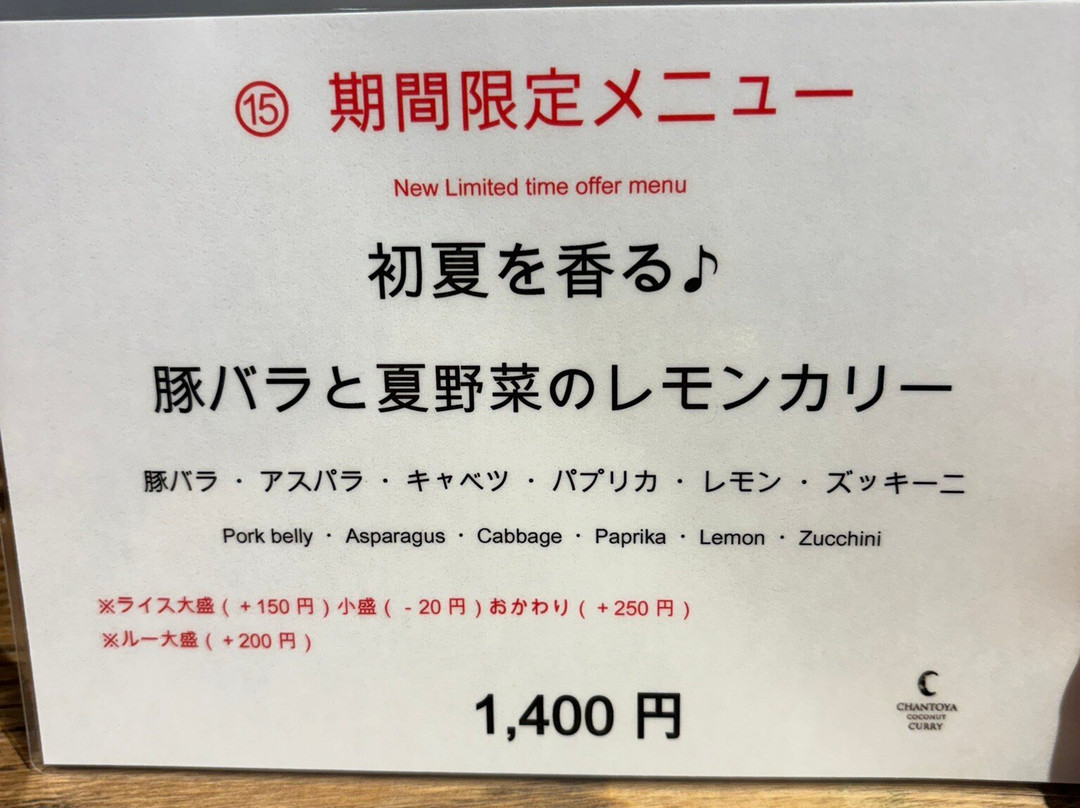 ⑮ 期間限定メニュー
New Limited time offer menu
初夏を香る♪
豚バラと夏野菜のレモンカリー
豚バラ ・ アスパラ ・ キャベツ ・ パプリカ ・ レモン ・ ズッキーニ
Pork belly ・ Asparagus ・ Cabbage ・ Paprika ・ Lemon ・ Zucchini
※ライス大盛 ( + 150 円 ) 小盛 ( - 20 円 ) おかわり ( + 250 円 )
※ルー大盛 ( + 200 円 )
1,400 円
CHANTOYA
COCONUT
CURRY